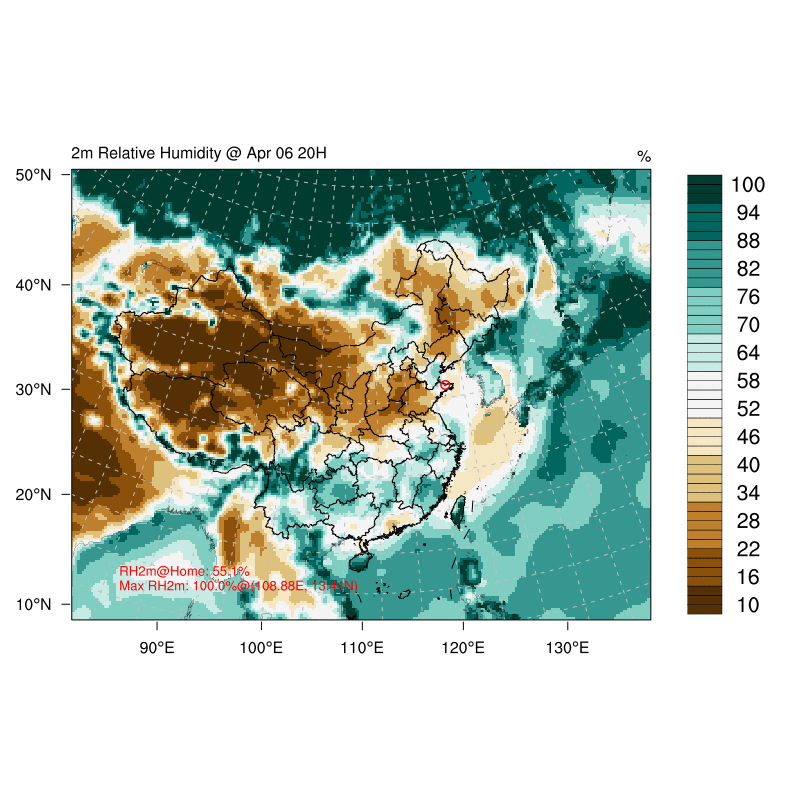 2m Relative Humidity @ Apr 06 20H
%
50°N
40°N
30°N
20°N
10°N
90°E
100°E
110°E
120°E
130°E
100
94
88
82
76
70
64
58
52
46
40
34
28
22
16
10
RH2m@Home: 55.1%
Max RH2m: 100.0%@(108.88E, 13.41N)